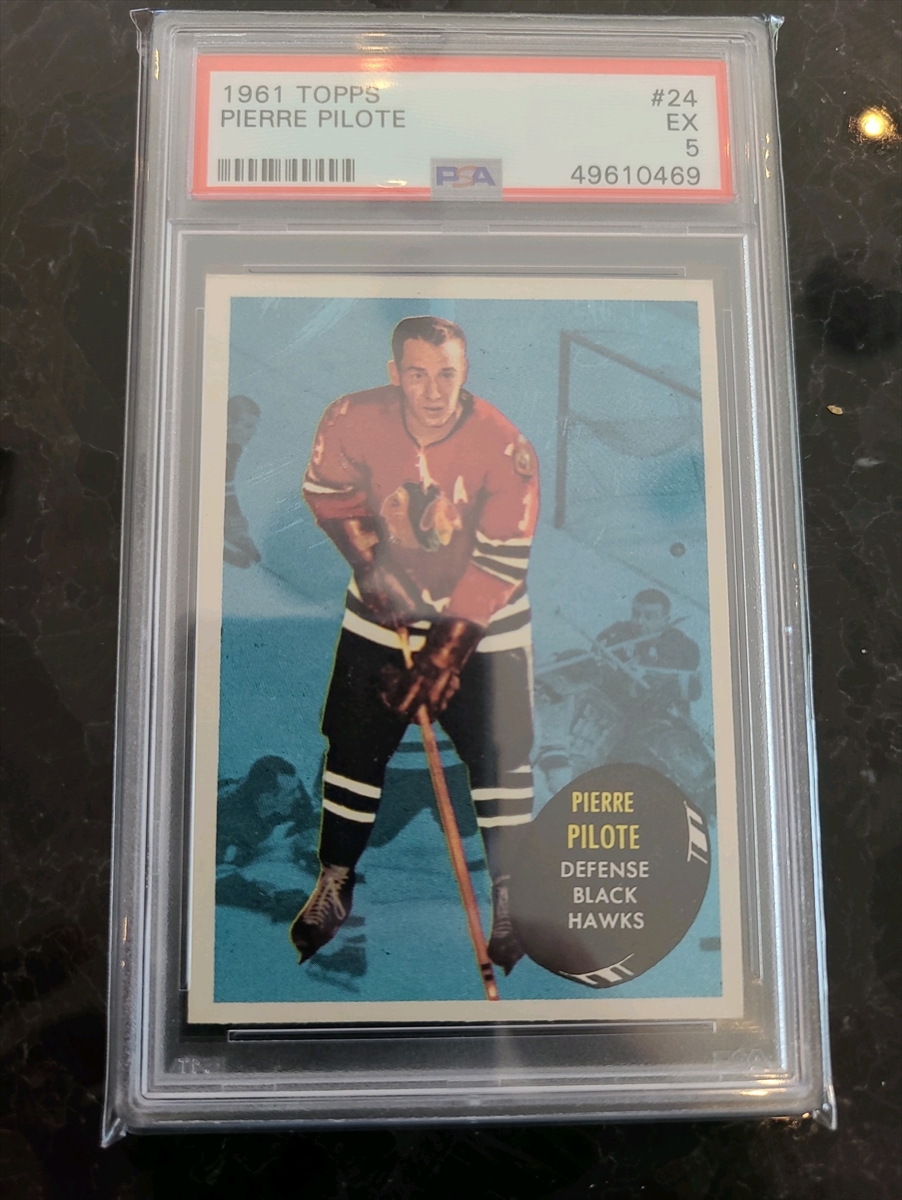 1961 TOPPS #24
PIERRE PILOTE EX
5
PSA 49610469
PIERRE
PILOTE
DEFENSE
BLACK
HAWKS